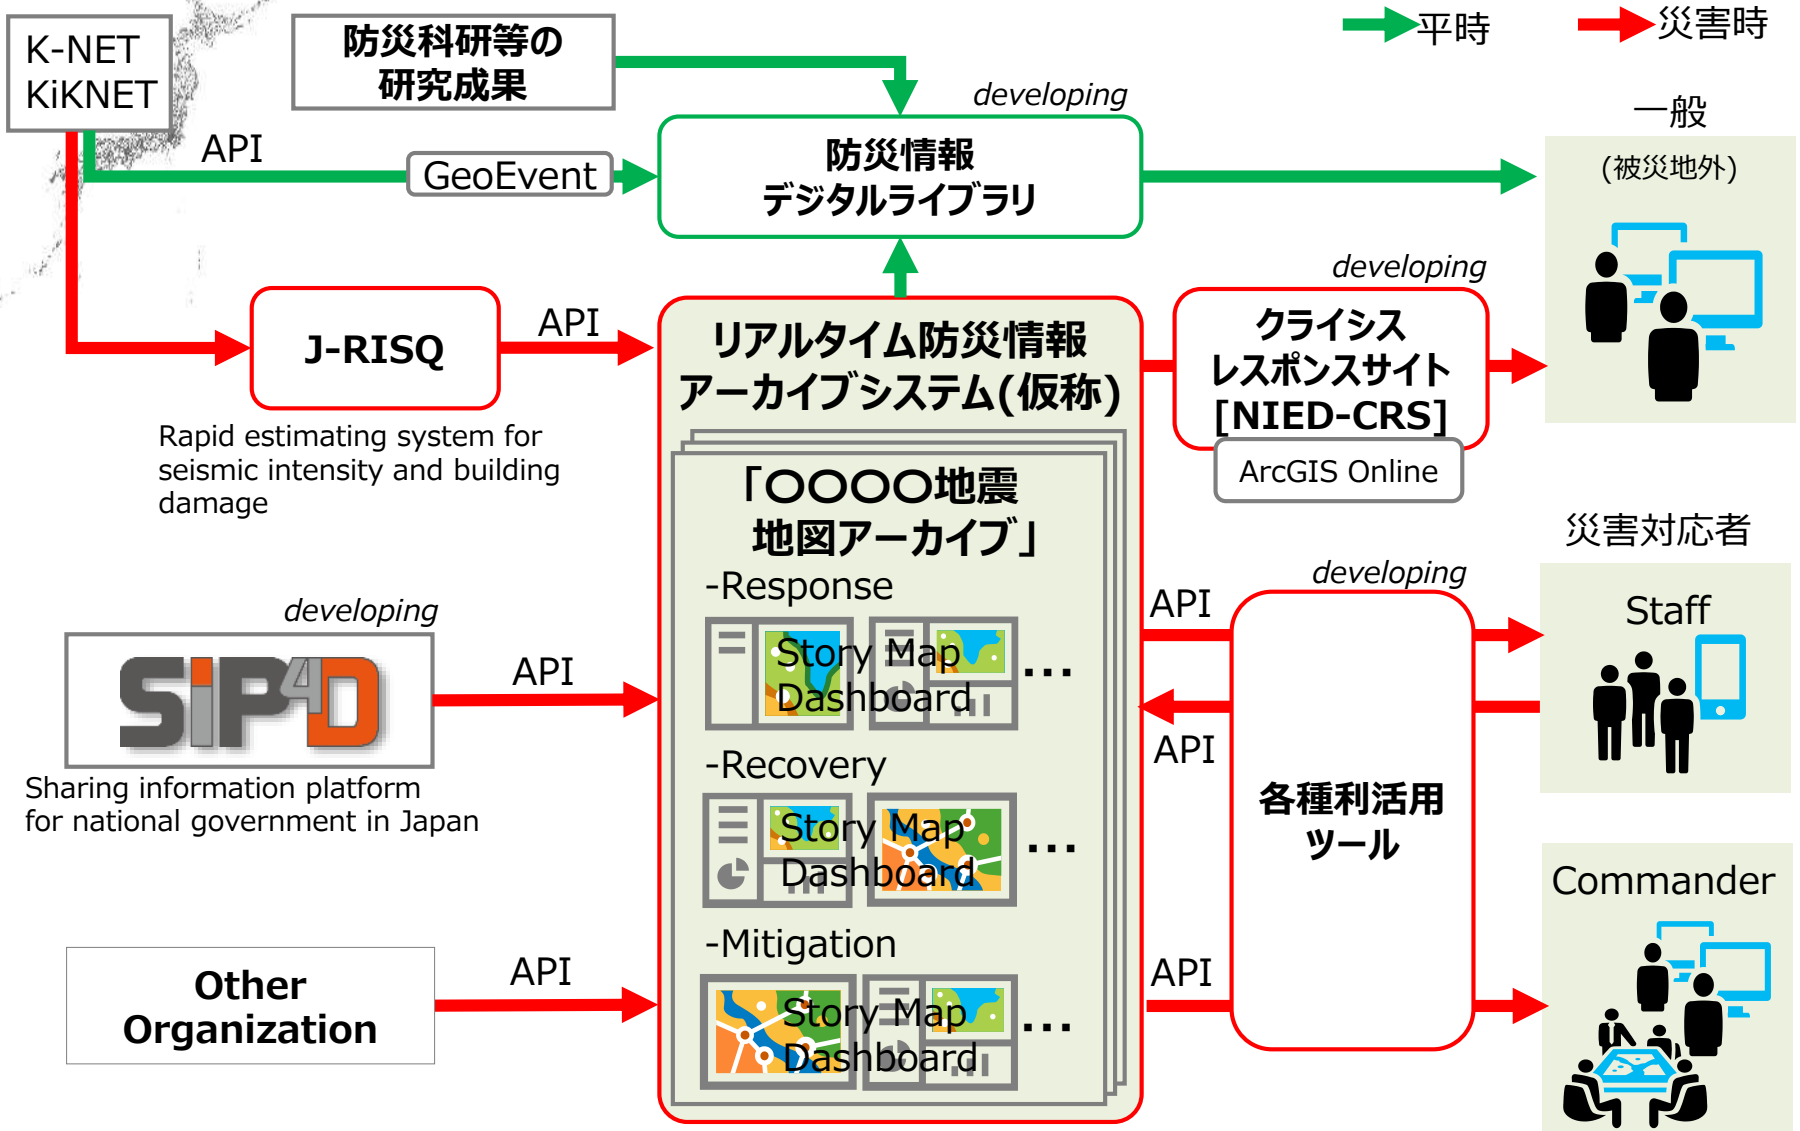 K-NET
KiKNET
防災科研等の
研究成果
平時
災害時
developing
API
GeoEvent
防災情報
デジタルライブラリ
一般
(被災地外)
J-RISQ
API
Rapid estimating system for
seismic intensity and building
damage
リアルタイム防災情報
アーカイブシステム(仮称)
developing
クライシス
レスポンスサイト
[NIED-CRS]
ArcGIS Online
「〇〇〇〇地震
地図アーカイブ」
-Response
Story Map
Dashboard
...
-Recovery
Story Map
Dashboard
...
-Mitigation
Story Map
Dashboard
...
developing
SiP4D
API
Sharing information platform
for national government in Japan
Other
Organization
API
API
API
API
developing
各種利活用
ツール
災害対応者
Staff
Commander